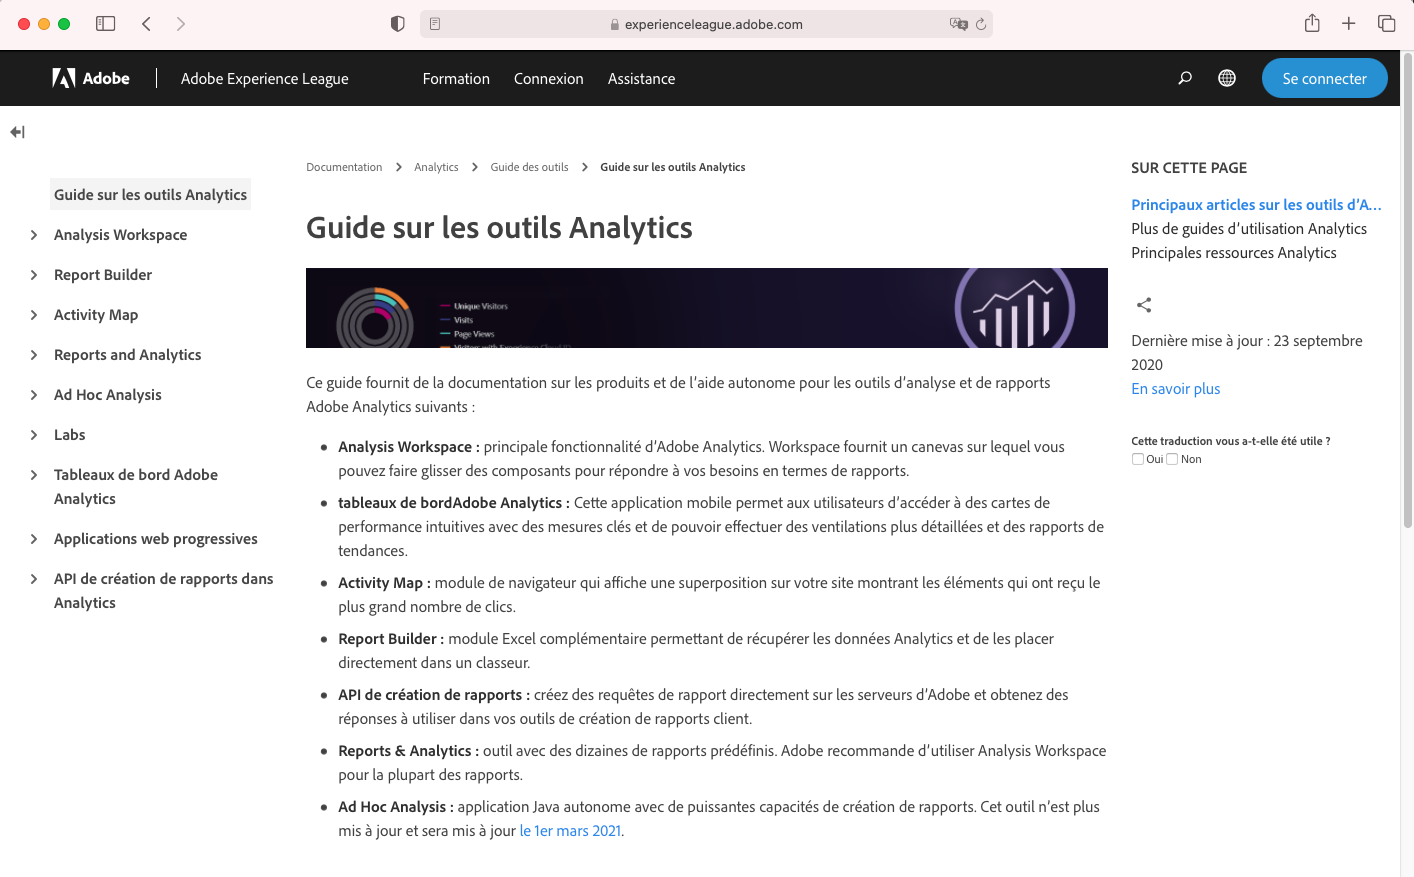 experienceleague.adobe.com
Adobe
Adobe Experience League
Formation
Connexion
Assistance
Se connecter
Guide sur les outils Analytics
Analysis Workspace
Report Builder
Activity Map
Reports and Analytics
Ad Hoc Analysis
Labs
Tableaux de bord Adobe
Analytics
Applications web progressives
API de création de rapports dans
Analytics
Documentation
Analytics
Guide des outils
Guide sur les outils Analytics
Guide sur les outils Analytics
Unique Visitors
Visits
Page Views
Ce guide fournit de la documentation sur les produits et de l’aide autonome pour les outils d’analyse et de rapports
Adobe Analytics suivants :
Analysis Workspace : principale fonctionnalité d’Adobe Analytics. Workspace fournit un canevas sur lequel vous
pouvez faire glisser des composants pour répondre à vos besoins en termes de rapports.
tableaux de bordAdobe Analytics : Cette application mobile permet aux utilisateurs d’accéder à des cartes de
performance intuitives avec des mesures clés et de pouvoir effectuer des ventilations plus détaillées et des rapports de
tendances.
Activity Map : module de navigateur qui affiche une superposition sur votre site montrant les éléments qui ont reçu le
plus grand nombre de clics.
Report Builder : module Excel complémentaire permettant de récupérer les données Analytics et de les placer
directement dans un classeur.
API de création de rapports : créez des requêtes de rapport directement sur les serveurs d’Adobe et obtenez des
réponses à utiliser dans vos outils de création de rapports client.
Reports & Analytics : outil avec des dizaines de rapports prédéfinis. Adobe recommande d’utiliser Analysis Workspace
pour la plupart des rapports.
Ad Hoc Analysis : application Java autonome avec de puissantes capacités de création de rapports. Cet outil n’est plus
mis à jour et sera mis à jour le 1er mars 2021.
SUR CETTE PAGE
Principaux articles sur les outils d’A…
Plus de guides d’utilisation Analytics
Principales ressources Analytics
Dernière mise à jour : 23 septembre
2020
En savoir plus
Cette traduction vous a-t-elle été utile ?
Oui Non